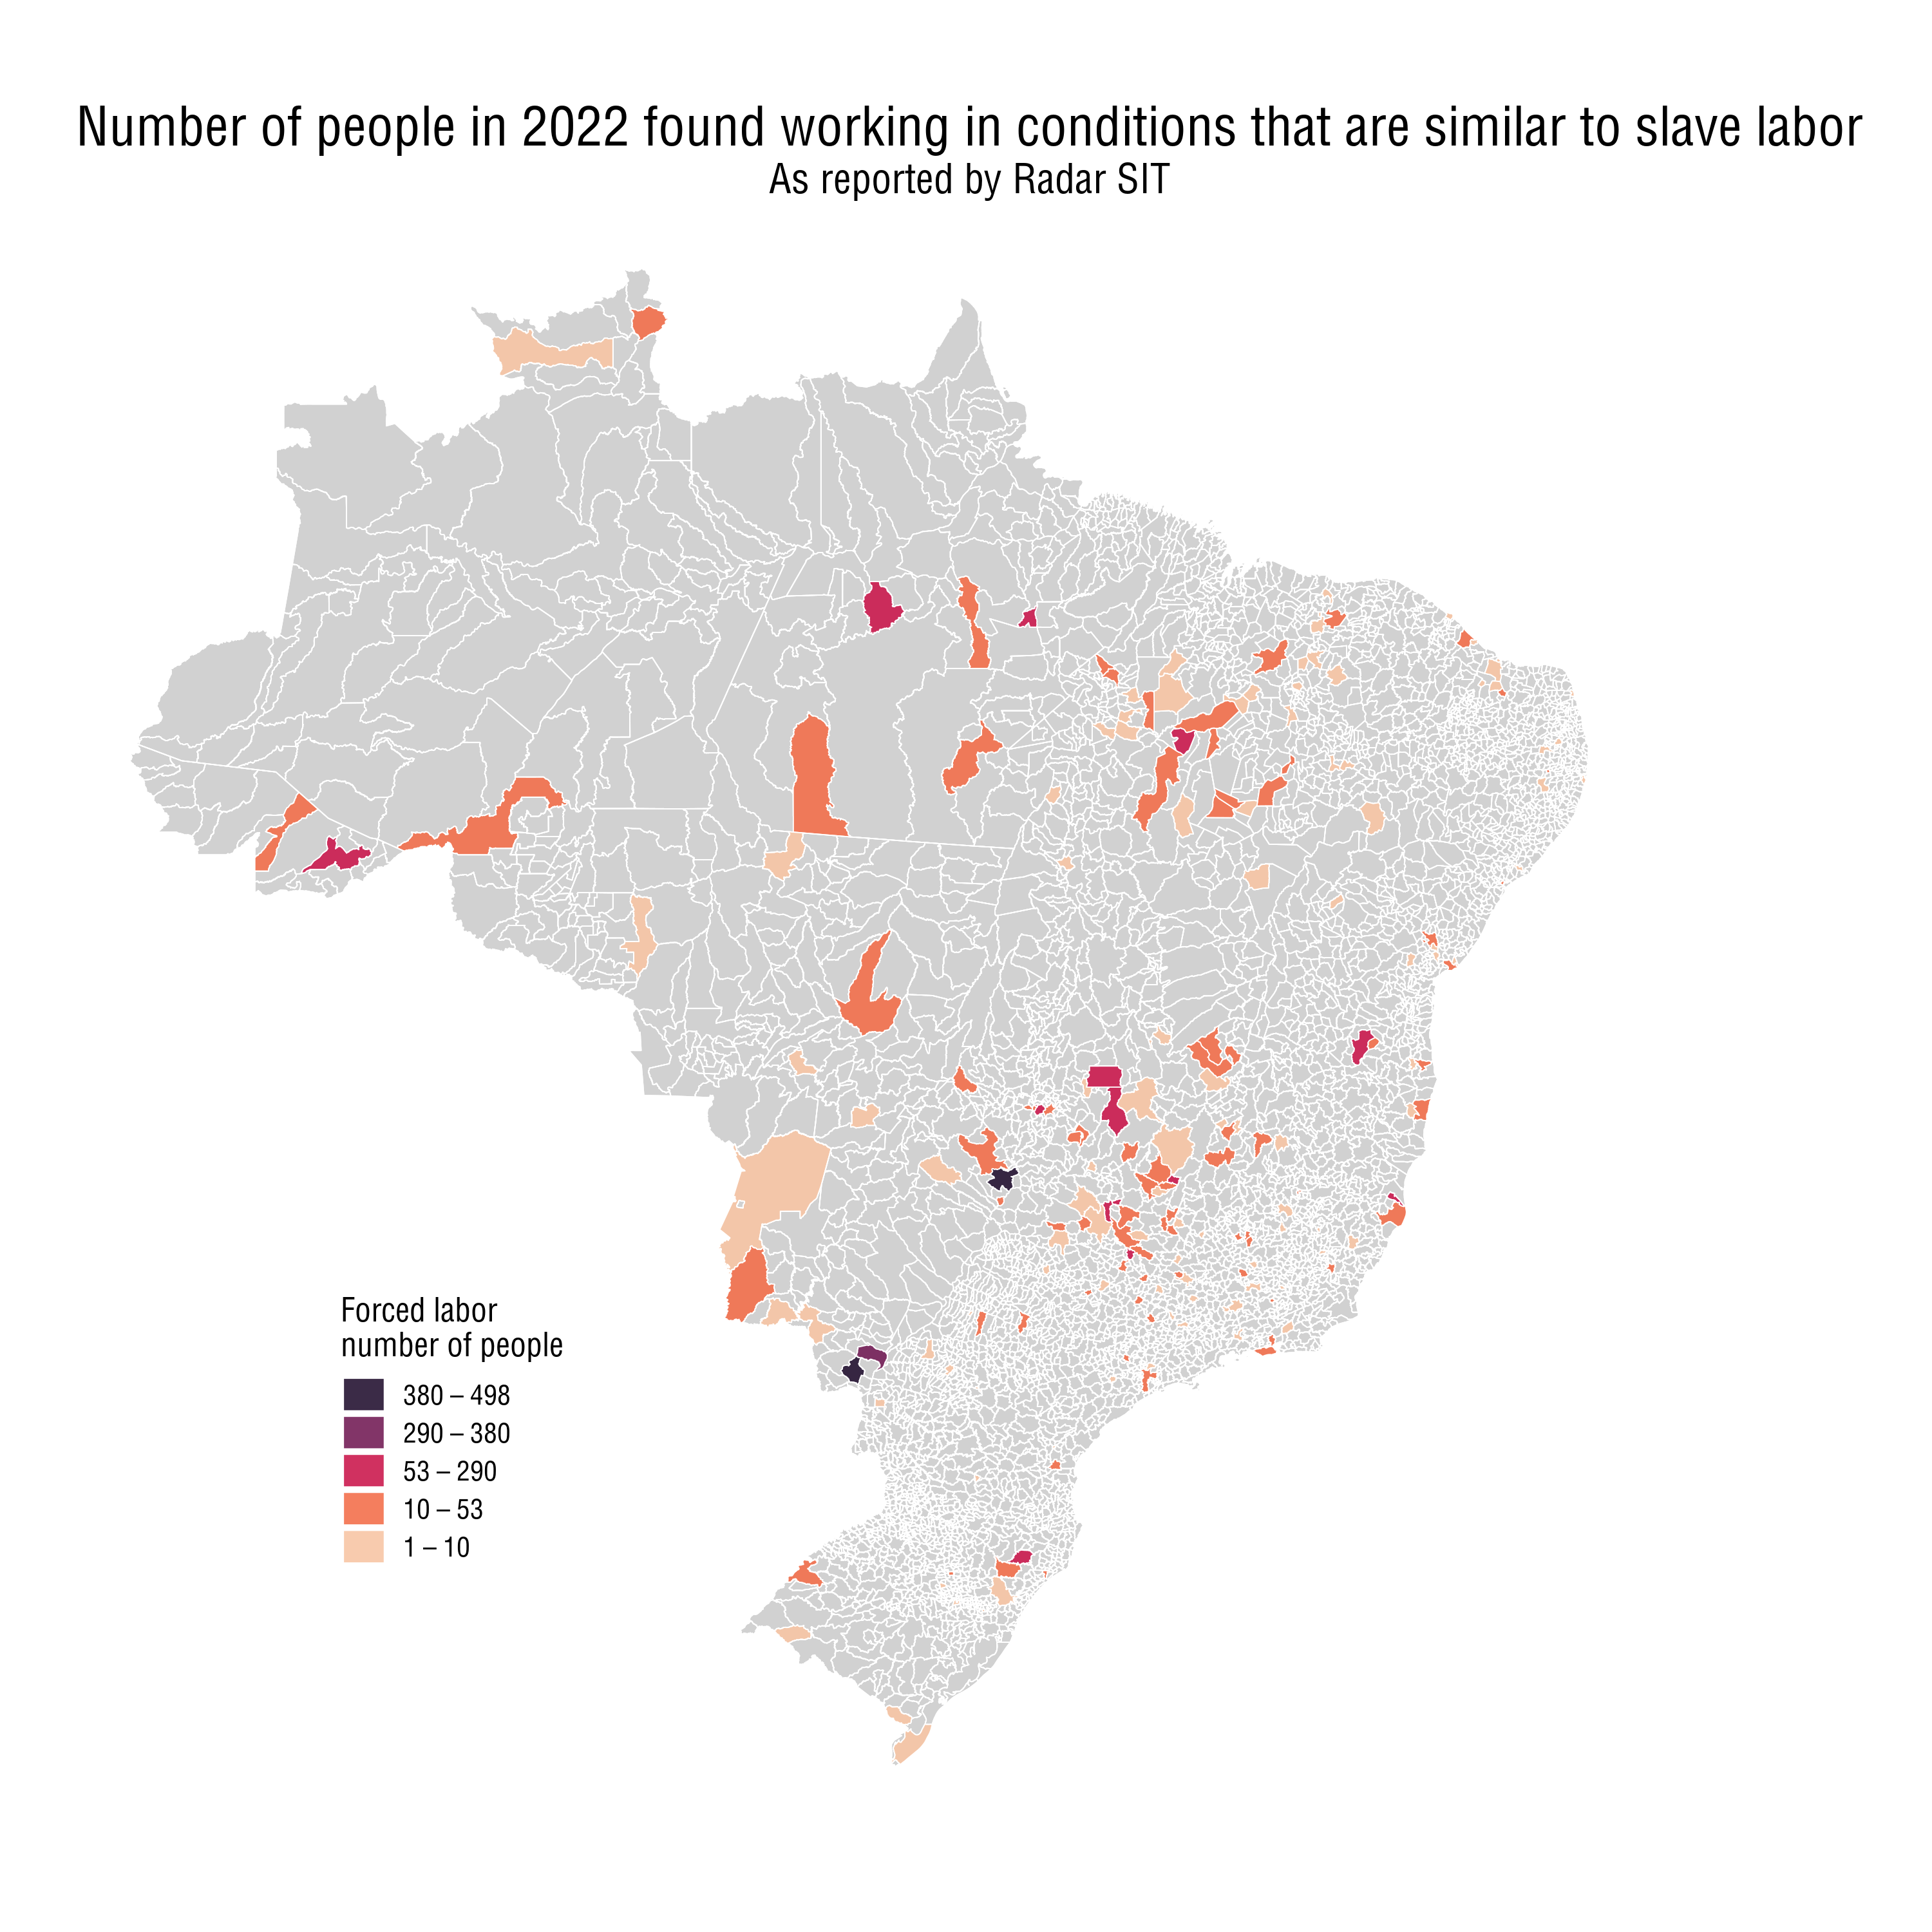 Number of people in 2022 found working in conditions that are similar to slave labor
As reported by Radar SIT
Forced labor
number of people
380 – 498
290 – 380
53 – 290
10 – 53
1 – 10